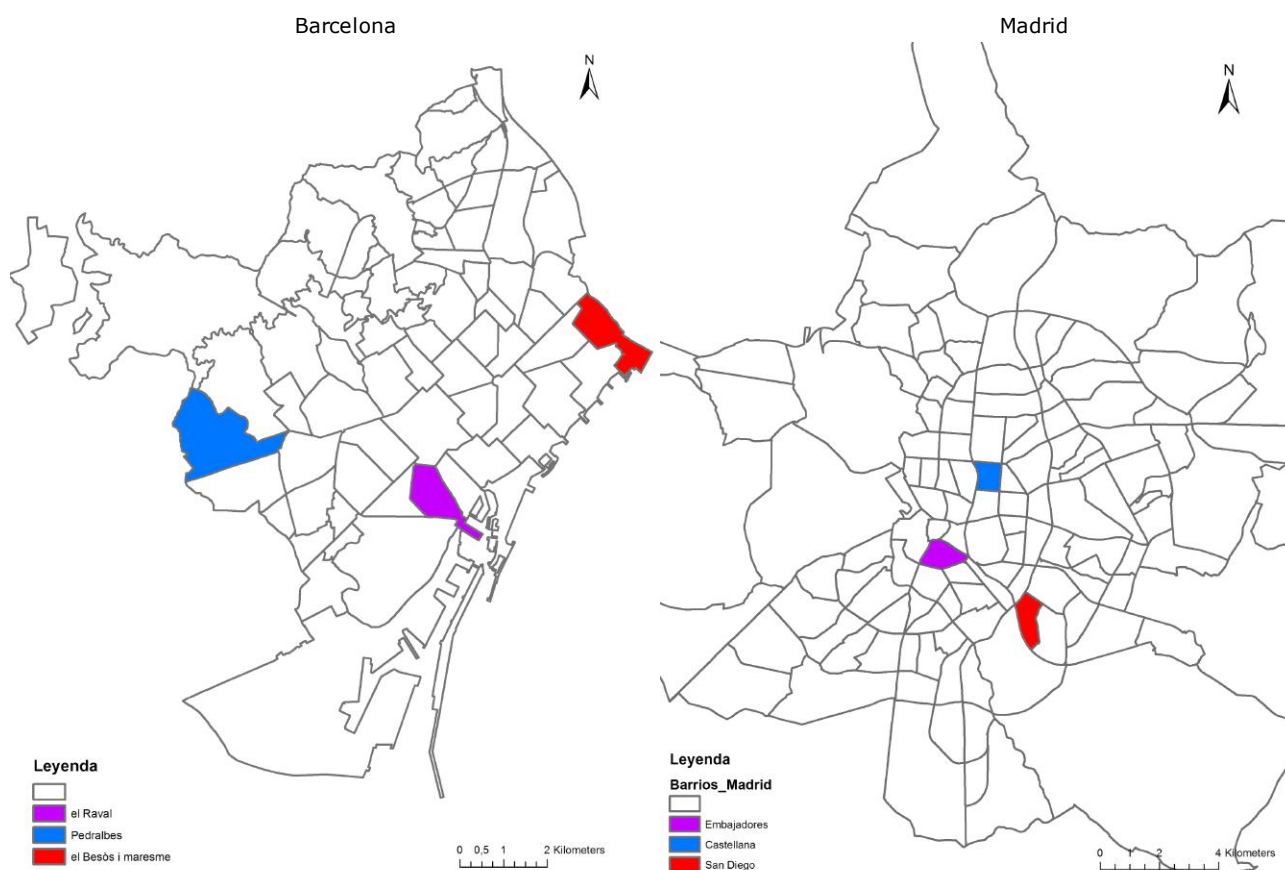 Barcelona
Madrid
N
N
Leyenda
el Raval
Pedralbes
el Besòs i maresme
0 0,5 1 2 Kilometers
Leyenda
Barrios_Madrid
Embajadores
Castellana
San Diego
0 1 2 4 Kilometers